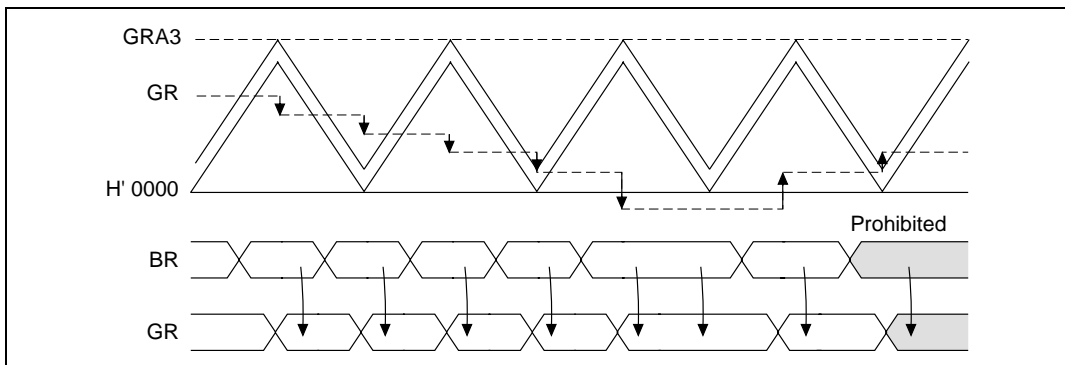 GRA3
GR
H' 0000
Prohibited
BR
GR